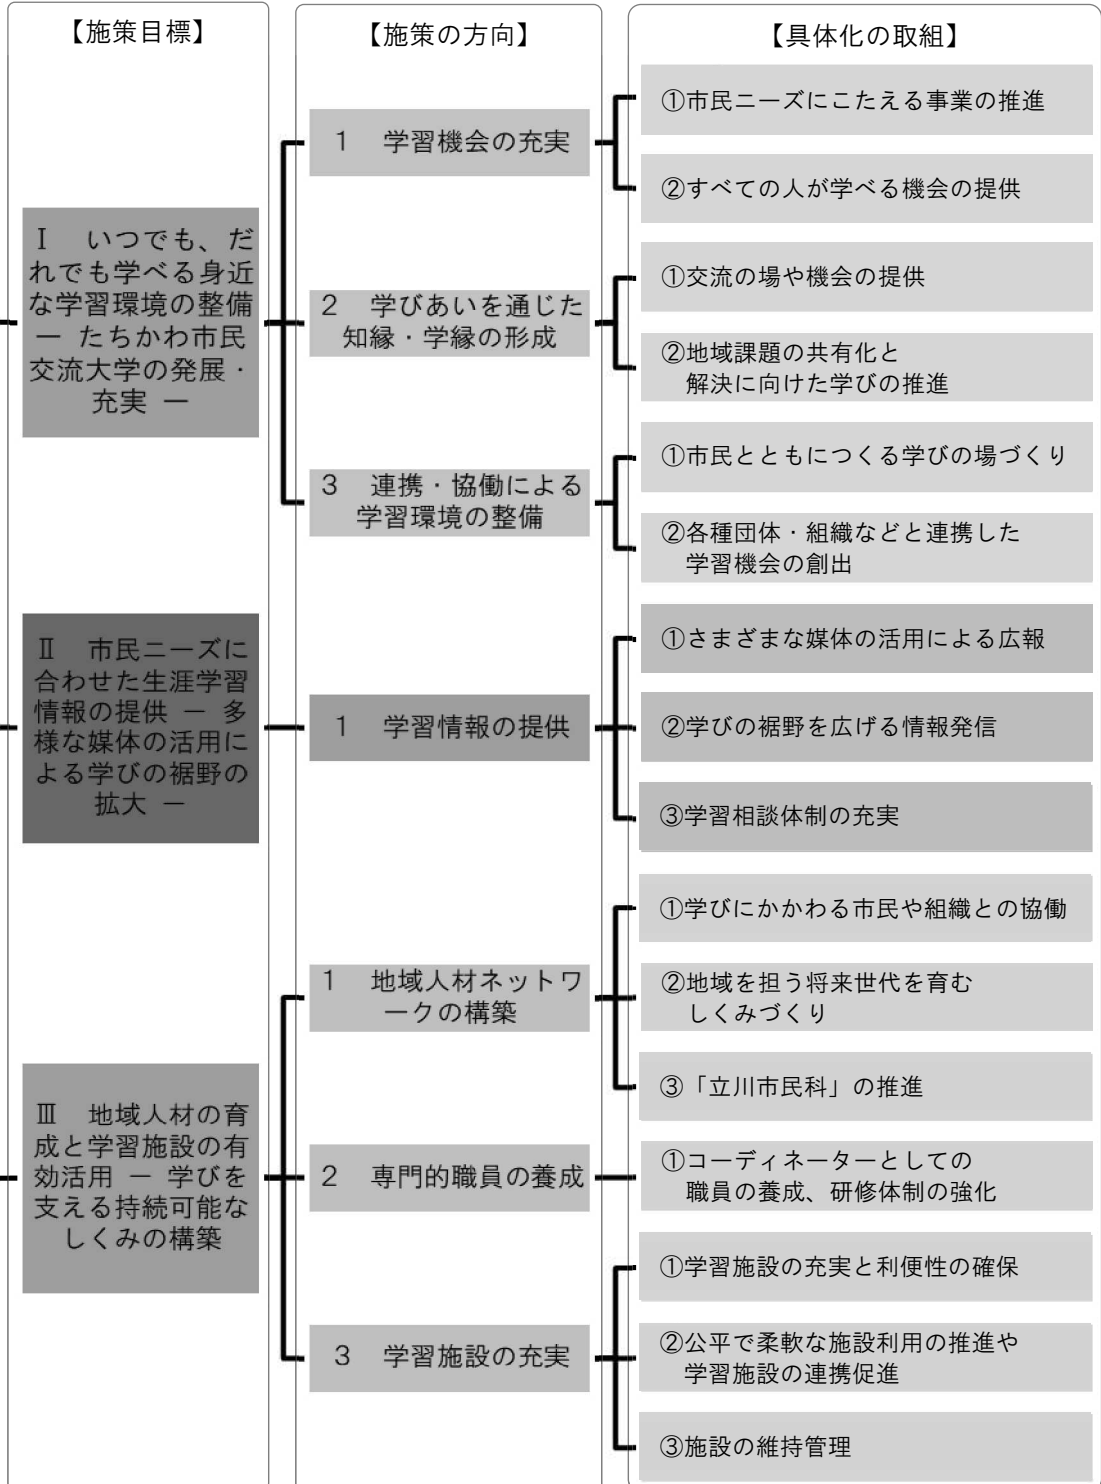 【施策目標】
【施策の方向】
【具体化の取組】
Ⅰ　いつでも、だ
れでも学べる身近
な学習環境の整備
― たちかわ市民
交流大学の発展・
充実 ―
1　学習機会の充実
①市民ニーズにこたえる事業の推進
②すべての人が学べる機会の提供
2　学びあいを通じた
知縁・学縁の形成
①交流の場や機会の提供
②地域課題の共有化と
解決に向けた学びの推進
3　連携・協働による
学習環境の整備
①市民とともにつくる学びの場づくり
②各種団体・組織などと連携した
学習機会の創出
Ⅱ　市民ニーズに
合わせた生涯学習
情報の提供 ― 多
様な媒体の活用に
よる学びの裾野の
拡大 ―
1　学習情報の提供
①さまざまな媒体の活用による広報
②学びの裾野を広げる情報発信
③学習相談体制の充実
Ⅲ　地域人材の育
成と学習施設の有
効活用 ― 学びを
支える持続可能な
しくみの構築
1　地域人材ネットワ
ークの構築
①学びにかかわる市民や組織との協働
②地域を担う将来世代を育む
しくみづくり
③「立川市民科」の推進
2　専門的職員の養成
①コーディネーターとしての
職員の養成、研修体制の強化
3　学習施設の充実
①学習施設の充実と利便性の確保
②公平で柔軟な施設利用の推進や
学習施設の連携促進
③施設の維持管理